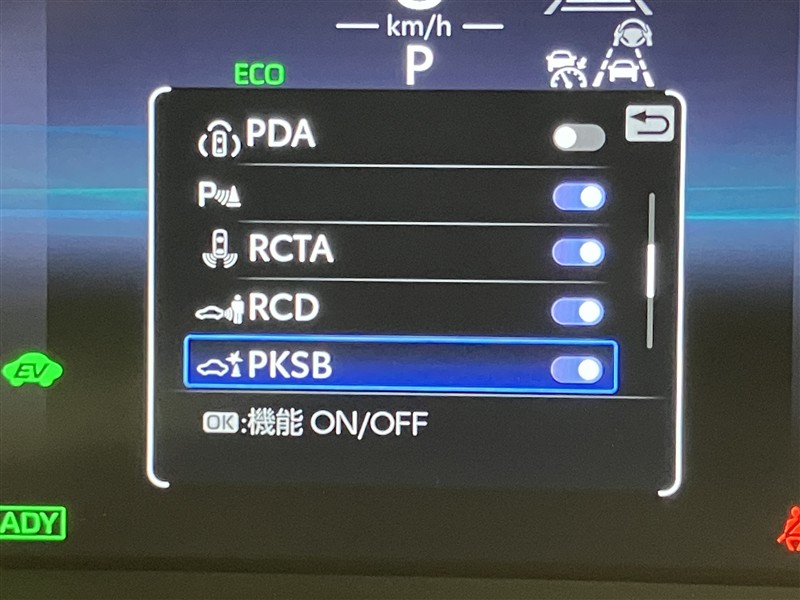 km/h
ECO
P
PDA
P
RCTA
RCD
PKSB
OK:機能 ON/OFF
EV
ADY